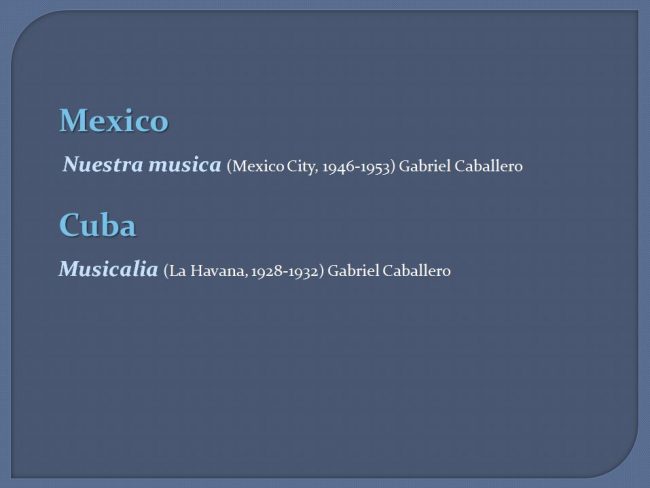 Mexico
Nuestra musica (Mexico City, 1946-1953) Gabriel Caballero
Cuba
Musicalia (La Havana, 1928-1932) Gabriel Caballero